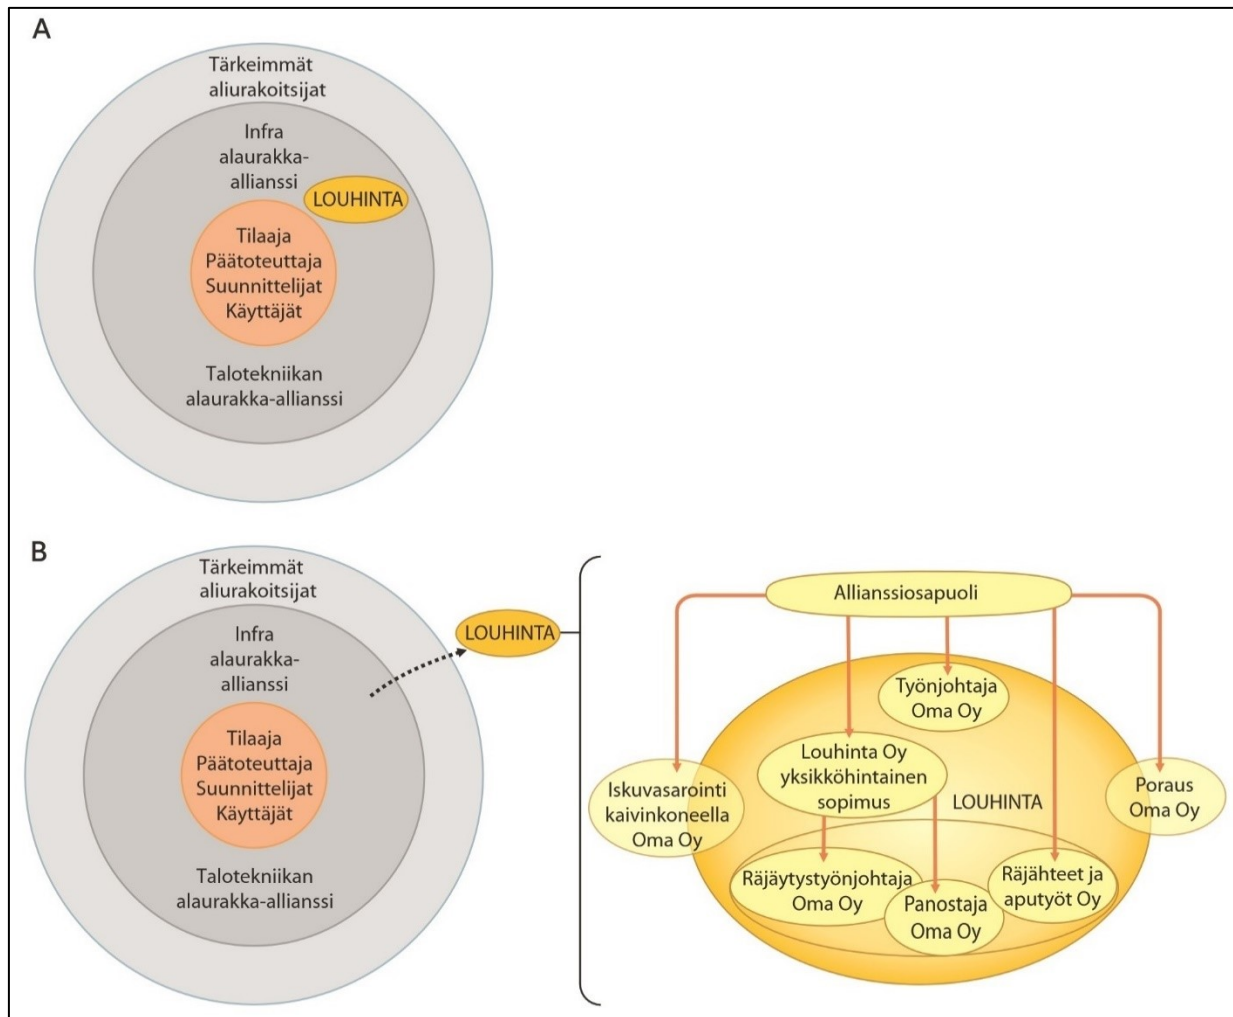 A
Tärkeimmät
aliurakoitsijat
Infra
alaurakka-
allianssi
LOUHINTA
Tilaaja
Päätoteuttaja
Suunnittelijat
Käyttäjät
Talotekniikan
alaurakka-allianssi
B
Tärkeimmät
aliurakoitsijat
Infra
alaurakka-
allianssi
LOUHINTA
Tilaaja
Päätoteuttaja
Suunnittelijat
Käyttäjät
Talotekniikan
alaurakka-allianssi
Allianssiosapuoli
Työnjohtaja
Oma Oy
Louhinta Oy
yksikköhintainen
sopimus
Iskuvasarointi
kaivinkoneella
Oma Oy
LOUHINTA
Poraus
Oma Oy
Räjäytystyönjohtaja
Oma Oy
Panostaja
Oma Oy
Räjähteet ja
aputyöt Oy